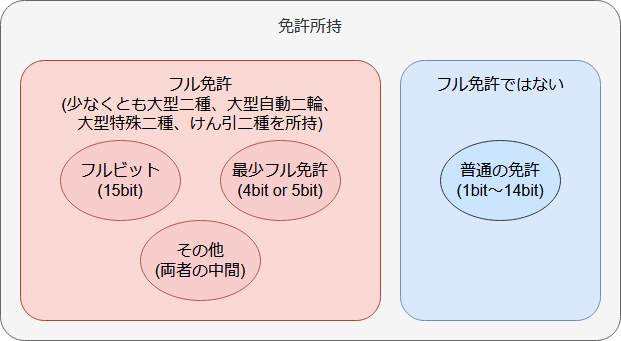 免許所持
フル免許
(少なくとも大型二種、大型自動二輪、
大型特殊二種、けん引二種を所持)
フルビット
(15bit)
最少フル免許
(4bit or 5bit)
その他
(両者の中間)
フル免許ではない
普通の免許
(1bit～14bit)